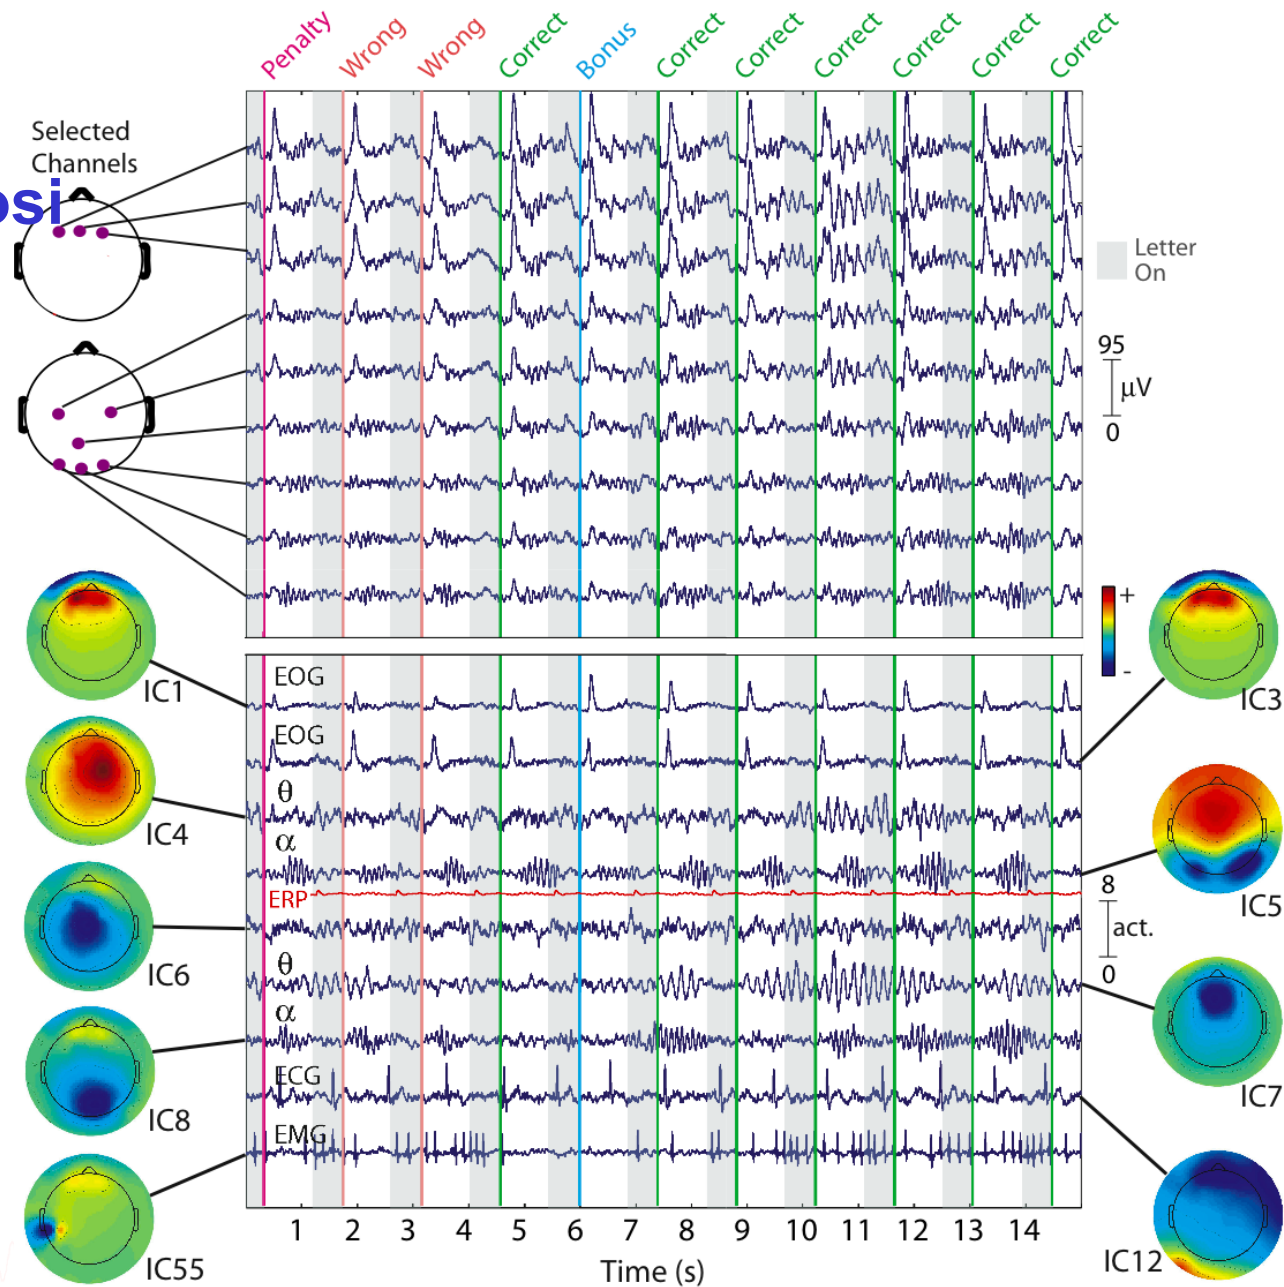 Penalty
Wrong
Wrong
Correct
Bonus
Correct
Correct
Correct
Correct
Correct
Correct
Selected
Channels
osi
Letter
On
95
μV
0
+
-
EOG
IC1
IC3
EOG
θ
IC4
α
8
ERP
IC5
act.
IC6
θ
0
α
IC8
IC7
ECG
EMG
1 2 3 4 5 6 7 8 9 10 11 12 13 14
IC55
Time (s)
IC12